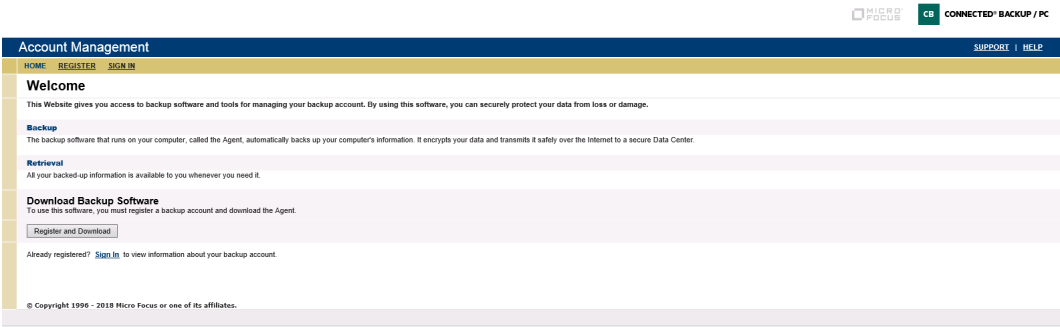 MICRO FOCUS CB CONNECTED® BACKUP / PC
Account Management SUPPORT | HELP
HOME REGISTER SIGN IN
Welcome
This Website gives you access to backup software and tools for managing your backup account. By using this software, you can securely protect your data from loss or damage.
Backup
The backup software that runs on your computer, called the Agent, automatically backs up your computer's information. It encrypts your data and transmits it safely over the Internet to a secure Data Center.
Retrieval
All your backed-up information is available to you whenever you need it.
Download Backup Software
To use this software, you must register a backup account and download the Agent.
Register and Download
Already registered? Sign In to view information about your backup account.
© Copyright 1996 - 2018 Micro Focus or one of its affiliates.